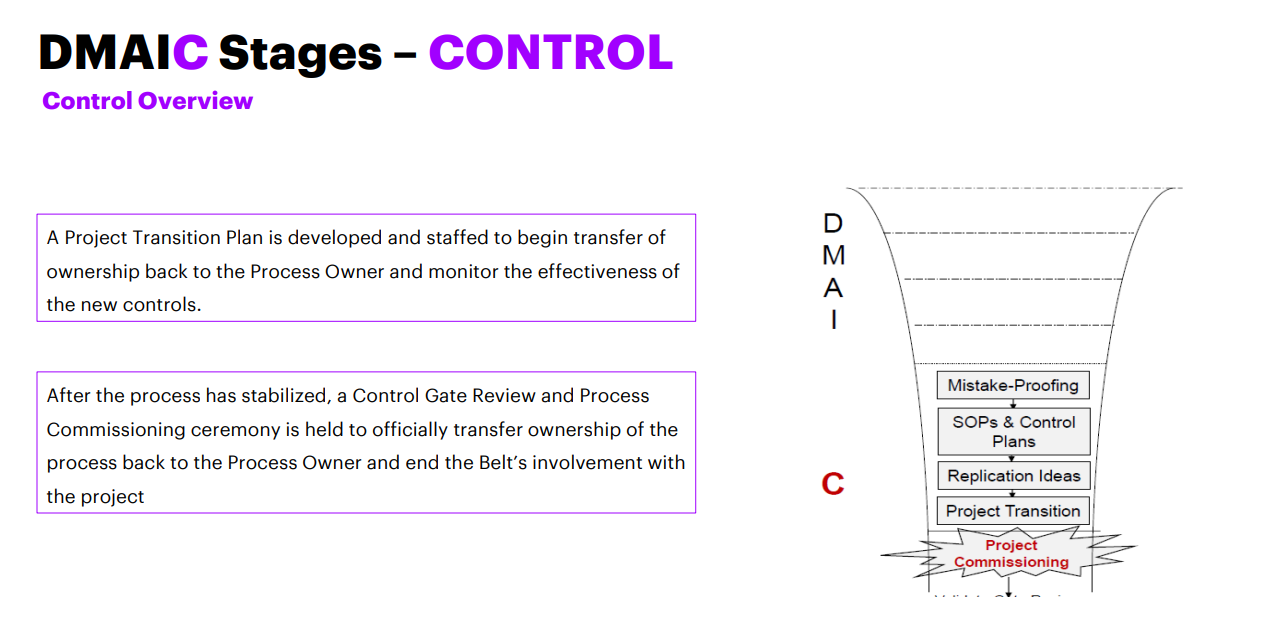 DMAIC Stages – CONTROL
Control Overview
A Project Transition Plan is developed and staffed to begin transfer of
ownership back to the Process Owner and monitor the effectiveness of
the new controls.
After the process has stabilized, a Control Gate Review and Process
Commissioning ceremony is held to officially transfer ownership of the
process back to the Process Owner and end the Belt’s involvement with
the project
D
M
A
I
C
Mistake-Proofing
SOPs & Control
Plans
Replication Ideas
Project Transition
Project
Commissioning